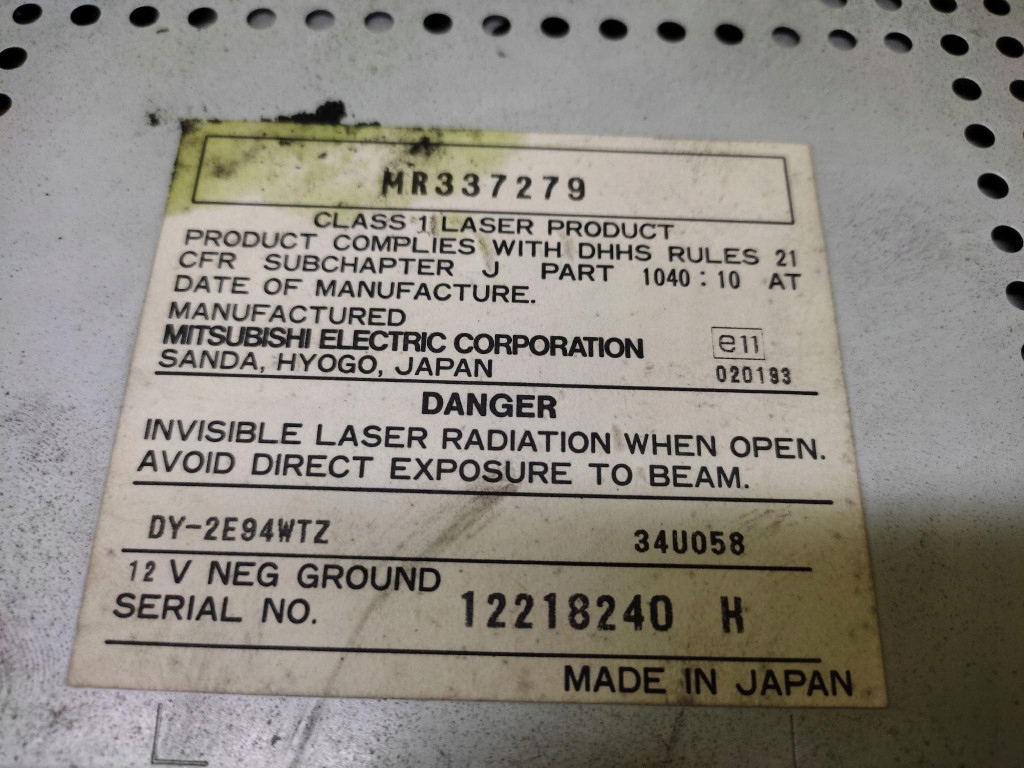 MR337279
CLASS 1 LASER PRODUCT
PRODUCT COMPLIES WITH DHHS RULES 21
CFR SUBCHAPTER J PART 1040:10 AT
DATE OF MANUFACTURE.
MANUFACTURED
MITSUBISHI ELECTRIC CORPORATION
SANDA, HYOGO, JAPAN
e11
020193
DANGER
INVISIBLE LASER RADIATION WHEN OPEN.
AVOID DIRECT EXPOSURE TO BEAM.
DY-2E94WTZ 34U058
12 V NEG GROUND
SERIAL NO. 12218240 H
MADE IN JAPAN